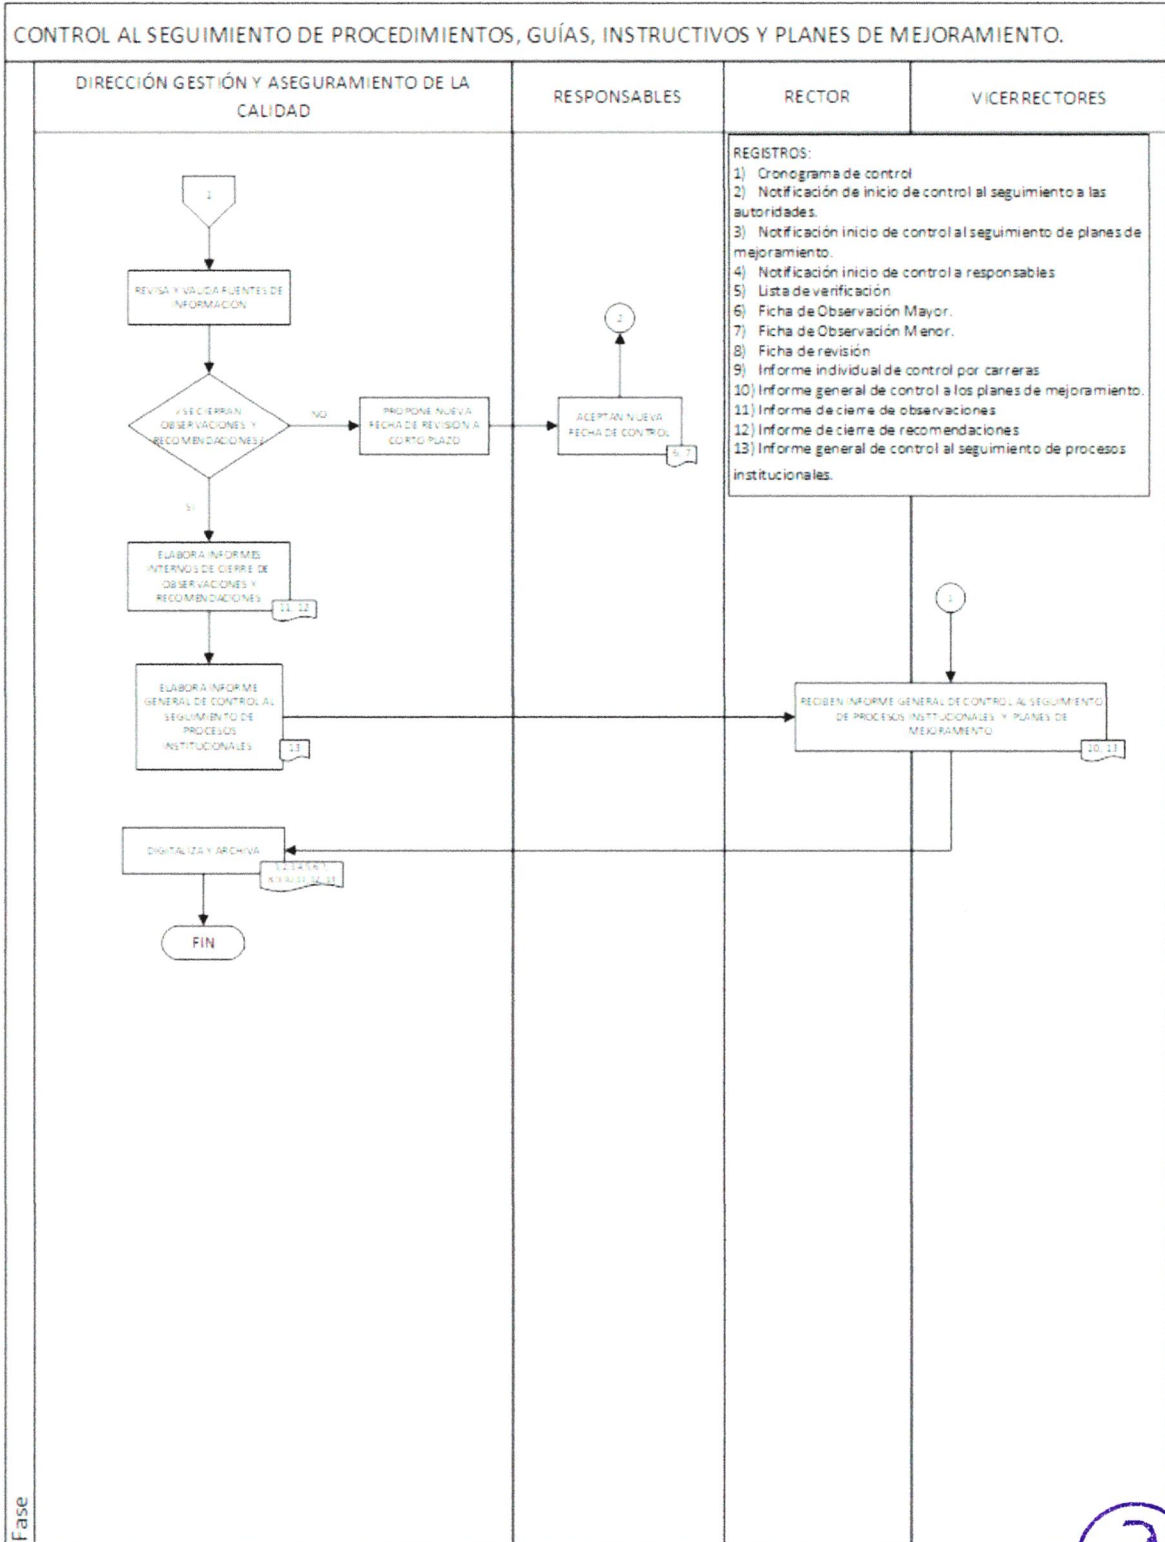 CONTROL AL SEGUIMIENTO DE PROCEDIMIENTOS, GUÍAS, INSTRUCTIVOS Y PLANES DE MEJORAMIENTO.
DIRECCIÓN GESTIÓN Y ASEGURAMIENTO DE LA
CALIDAD
RESPONSABLES
RECTOR
VICERRECTORES
REGISTROS:
1) Cronograma de control
2) Notificación de inicio de control al seguimiento a las
autoridades.
3) Notificación inicio de control al seguimiento de planes de
mejoramiento.
4) Notificación inicio de control a responsables
5) Lista de verificación
6) Ficha de Observación Mayor.
7) Ficha de Observación Menor.
8) Ficha de revisión
9) Informe individual de control por carreras
10) Informe general de control a los planes de mejoramiento.
11) Informe de cierre de observaciones
12) Informe de cierre de recomendaciones
13) Informe general de control al seguimiento de procesos
institucionales.
REVISA Y VALIDA FUENTES DE
INFORMACIÓN
¿SE CIERRAN
OBSERVACIONES Y
RECOMENDACIONES?
NO
PROPONE NUEVA
FECHA DE REVISIÓN A
CORTO PLAZO
ACEPTAN NUEVA
FECHA DE CONTROL
6, 7
2
SI
ELABORA INFORMES
INTERNOS DE CIERRE DE
OBSERVACIONES Y
RECOMENDACIONES
11, 12
ELABORA INFORME
GENERAL DE CONTROL AL
SEGUIMIENTO DE
PROCESOS
INSTITUCIONALES
13
RECIBEN INFORME GENERAL DE CONTROL AL SEGUIMIENTO
DE PROCESOS INSTITUCIONALES Y PLANES DE
MEJORAMIENTO
10, 13
DIGITALIZA Y ARCHIVA
FIN
Fase